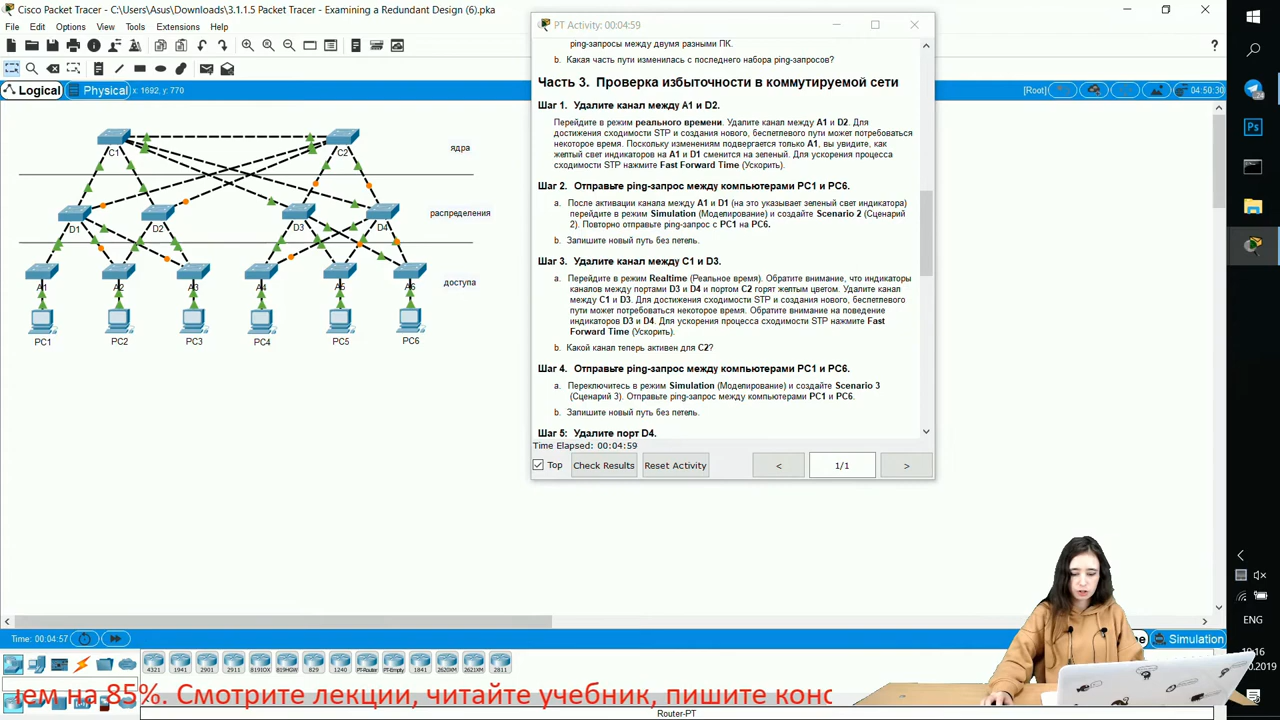 Cisco Packet Tracer - C:\Users\Asus\Downloads\3.1.1.5 Packet Tracer - Examining a Redundant Design (6).pka
File Edit Options View Tools Extensions Help
Logical Physical x: 1692, y: 770
[Root]
04:50:30
C1
C2
ядра
D1
D2
D3
D4
распределения
A1
A2
A3
A4
A5
A6
доступа
PC1
PC2
PC3
PC4
PC5
PC6
PT Activity: 00:04:59
ping-запросы между двумя разными ПК.
b. Какая часть пути изменилась с последнего набора ping-запросов?
Часть 3. Проверка избыточности в коммутируемой сети
Шаг 1. Удалите канал между A1 и D2.
Перейдите в режим реального времени. Удалите канал между A1 и D2. Для
достижения сходимости STP и создания нового, беспетлевого пути может потребоваться
некоторое время. Поскольку изменениям подвергается только A1, вы увидите, как
желтый свет индикаторов на A1 и D1 сменится на зеленый. Для ускорения процесса
сходимости STP нажмите Fast Forward Time (Ускорить).
Шаг 2. Отправьте ping-запрос между компьютерами PC1 и PC6.
a. После активации канала между A1 и D1 (на это указывает зеленый свет индикатора)
перейдите в режим Simulation (Моделирование) и создайте Scenario 2 (Сценарий
2). Повторно отправьте ping-запрос с PC1 на PC6.
b. Запишите новый путь без петель.
Шаг 3. Удалите канал между C1 и D3.
a. Перейдите в режим Realtime (Реальное время). Обратите внимание, что индикаторы
каналов между портами D3 и D4 и портом C2 горят желтым цветом. Удалите канал
между C1 и D3. Для достижения сходимости STP и создания нового, беспетлевого
пути может потребоваться некоторое время. Обратите внимание на поведение
индикаторов D3 и D4. Для ускорения процесса сходимости STP нажмите Fast
Forward Time (Ускорить).
b. Какой канал теперь активен для C2?
Шаг 4. Отправьте ping-запрос между компьютерами PC1 и PC6.
a. Переключитесь в режим Simulation (Моделирование) и создайте Scenario 3
(Сценарий 3). Отправьте ping-запрос между компьютерами PC1 и PC6.
b. Запишите новый путь без петель.
Шаг 5: Удалите порт D4.
Time Elapsed: 00:04:59
Top Check Results Reset Activity < 1/1 >
Time: 00:04:57
Simulation
4321 1941 2901 2911 819IOX 819HGW 829 1240 PT-Router PT-Empty 1841 2620XM 2621XM 2811
ем на 85%. Смотрите лекции, читайте учебник, пишите конс
Router-PT
ENG
19:16
.2019
Ps